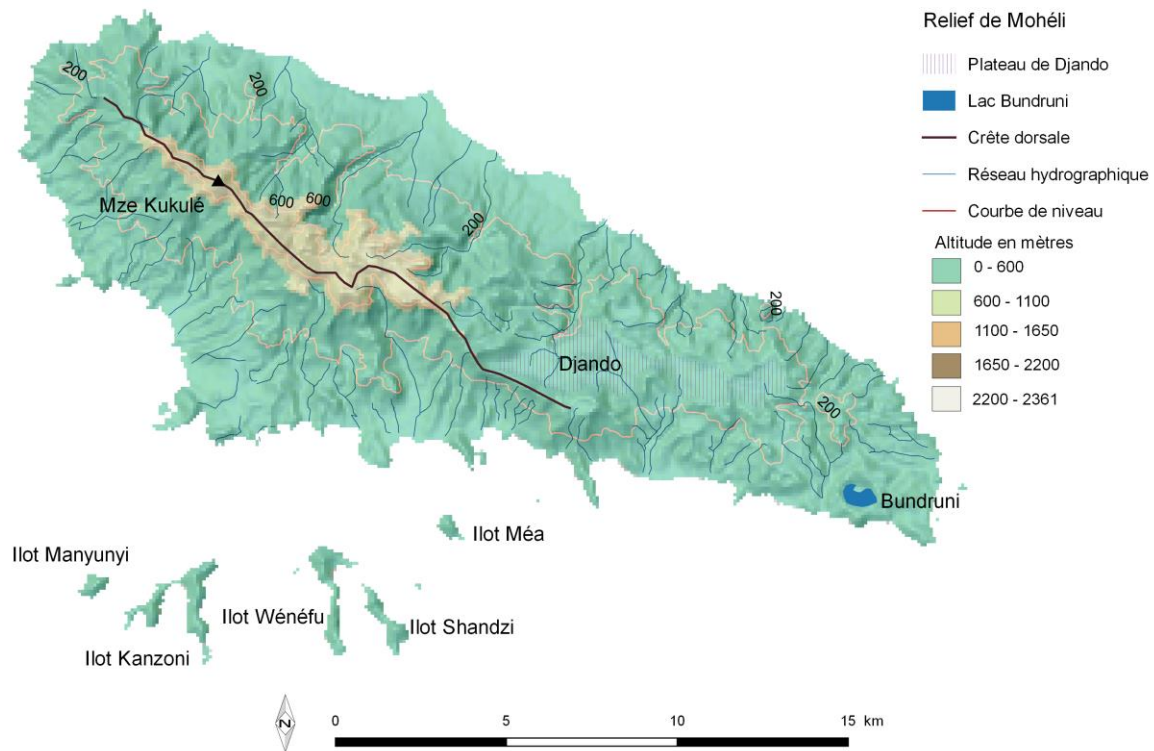 Relief de Mohéli
Plateau de Djando
Lac Bundruni
Crête dorsale
Réseau hydrographique
Courbe de niveau
Altitude en mètres
0 - 600
600 - 1100
1100 - 1650
1650 - 2200
2200 - 2361
200
200
Mze Kukulé
600
600
200
200
Djando
200
Bundruni
Ilot Méa
Ilot Manyunyi
Ilot Wénéfu
Ilot Shandzi
Ilot Kanzoni
N
0
5
10
15 km